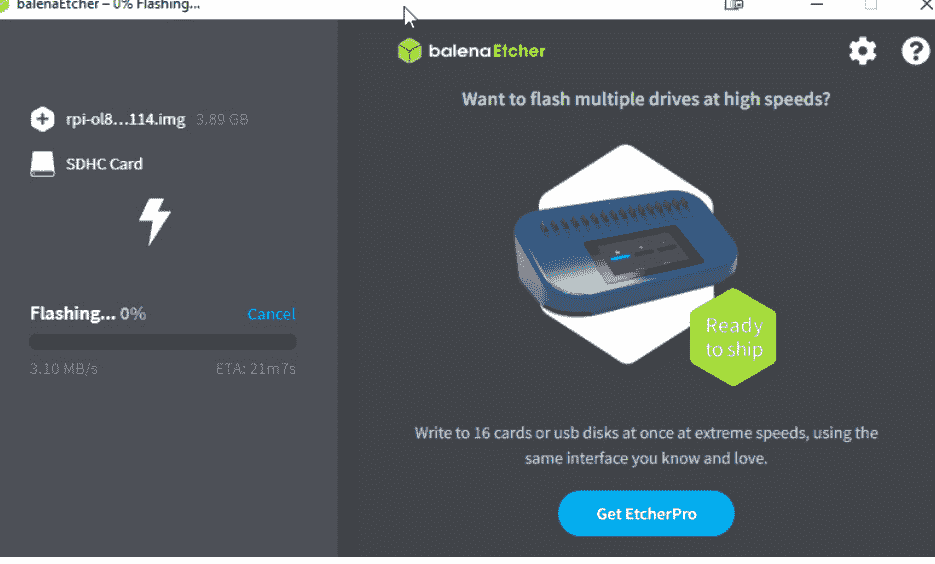 balenaEtcher – 0% Flashing...
balenaEtcher
Want to flash multiple drives at high speeds?
rpi-ol8...114.img 3.89 GB
SDHC Card
Flashing... 0% Cancel
3.10 MB/s ETA: 21m7s
Ready
to ship
Write to 16 cards or usb disks at once at extreme speeds, using the
same interface you know and love.
Get EtcherPro